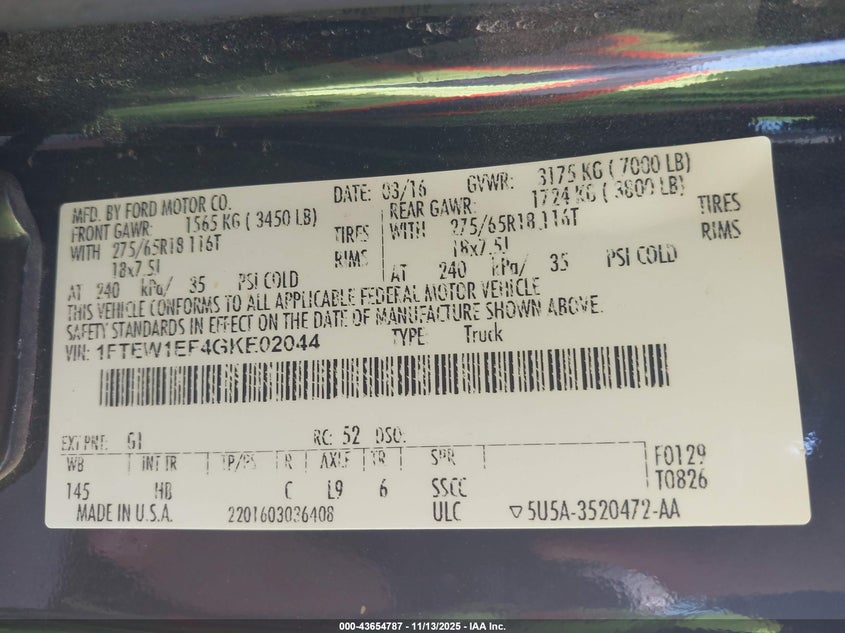 MFD. BY FORD MOTOR CO. DATE: 03/16 GVWR: 3175 KG ( 7000 LB)
FRONT GAWR: 1565 KG ( 3450 LB) REAR GAWR: 1724 KG ( 3800 LB)
WITH 275/65R18 116T TIRES WITH 275/65R18 116T TIRES
18x7.5J RIMS 18x7.5J RIMS
AT 240 kPa/ 35 PSI COLD AT 240 kPa/ 35 PSI COLD
THIS VEHICLE CONFORMS TO ALL APPLICABLE FEDERAL MOTOR VEHICLE
SAFETY STANDARDS IN EFFECT ON THE DATE OF MANUFACTURE SHOWN ABOVE.
VIN: 1FTEW1EF4GKE02044 TYPE: Truck
EXT PNT: G1 RC: 52 DSO:
WB INT TR TP/PS R AXLE TR SPR F0129
145 HB C L9 6 SSCC T0826
MADE IN U.S.A. 2201603036408 ULC ▽5U5A-3520472-AA
000-43654787 - 11/13/2025 - IAA Inc.